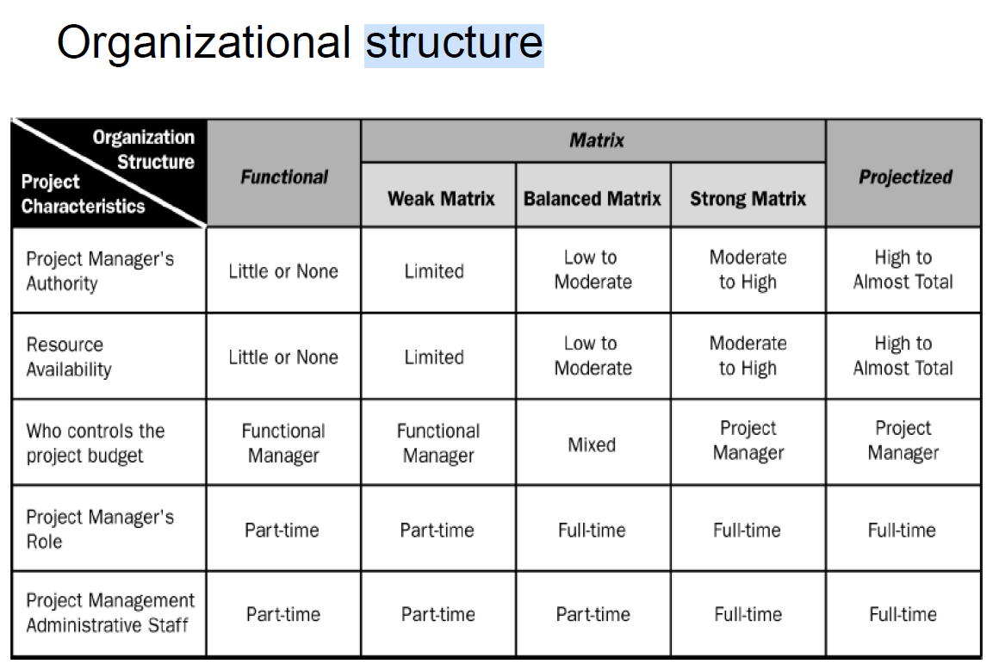 Organizational structure
Organization
Structure
Project
Characteristics
Functional
Matrix
Weak Matrix
Balanced Matrix
Strong Matrix
Projectized
Project Manager's
Authority
Little or None
Limited
Low to
Moderate
Moderate
to High
High to
Almost Total
Resource
Availability
Little or None
Limited
Low to
Moderate
Moderate
to High
High to
Almost Total
Who controls the
project budget
Functional
Manager
Functional
Manager
Mixed
Project
Manager
Project
Manager
Project Manager's
Role
Part-time
Part-time
Full-time
Full-time
Full-time
Project Management
Administrative Staff
Part-time
Part-time
Part-time
Full-time
Full-time